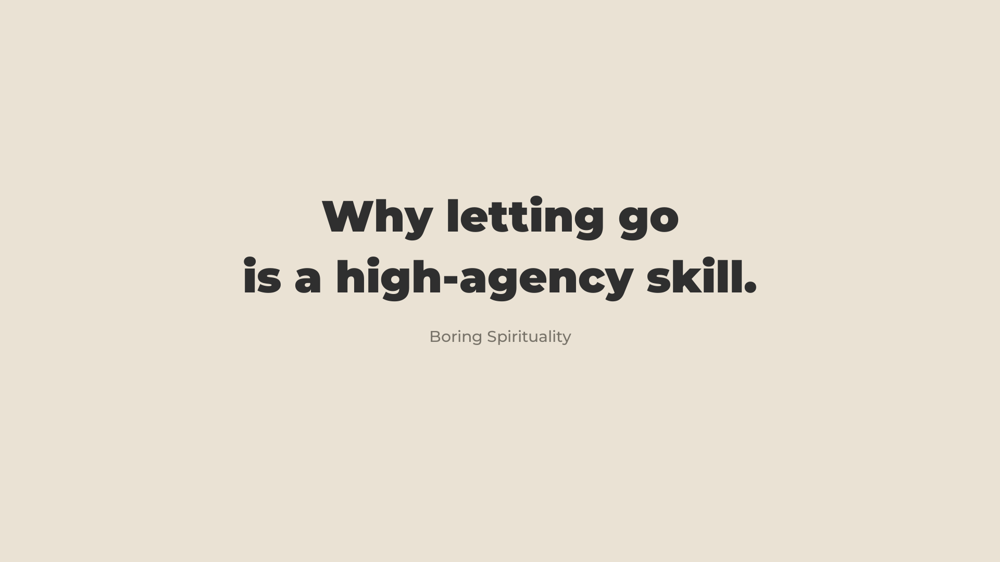 Why letting go
is a high-agency skill.
Boring Spirituality